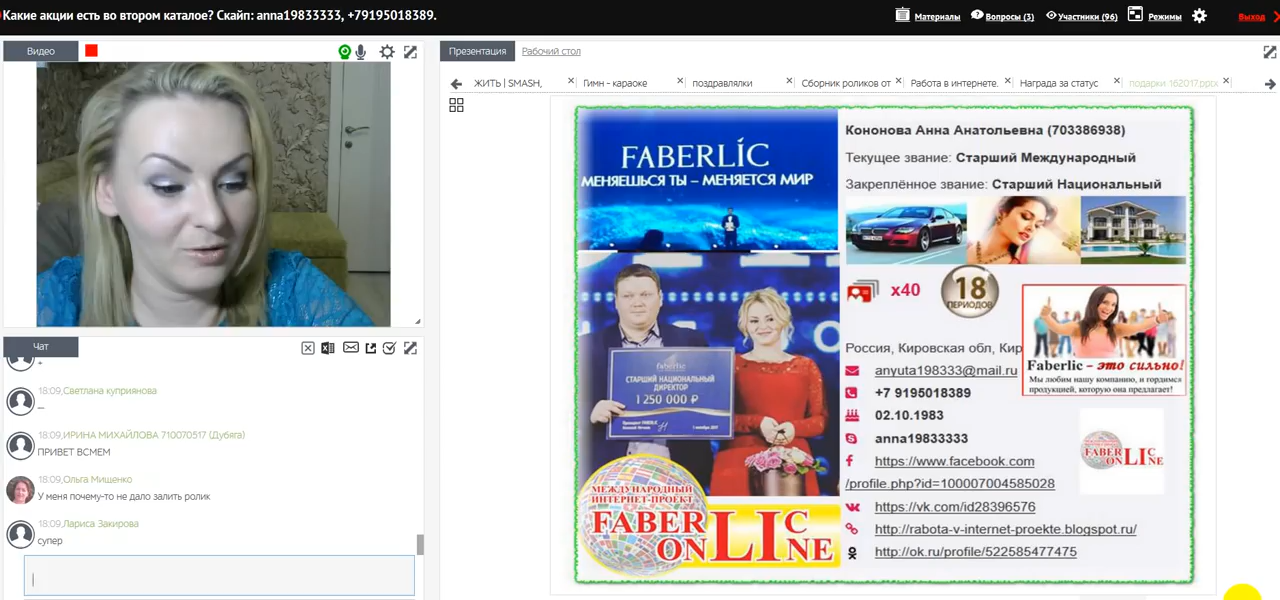 Какие акции есть во втором каталое? Скайп: anna19833333, +79195018389.
Материалы
Вопросы (3)
Участники (96)
Режимы
Выход
Видео
Презентация
Рабочий стол
ЖИТЬ | SMASH,
Гимн - караоке
поздравлялки
Сборник роликов от
Работа в интернете.
Награда за статус
подарки 162017.pptx
FABERLIC
МЕНЯЕШЬСЯ ТЫ – МЕНЯЕТСЯ МИР
faberlic
СТАРШИЙ НАЦИОНАЛЬНЫЙ
ДИРЕКТОР
1 250 000 ₽
МЕЖДУНАРОДНЫЙ
ИНТЕРНЕТ-ПРОЕКТ
FABERLIC
ONLINE
Кононова Анна Анатольевна (703386938)
Текущее звание: Старший Международный
Закреплённое звание: Старший Национальный
x40
18
ПЕРИОДОВ
Faberlic - это сильно!
Мы любим нашу компанию, и гордимся
продукцией, которую она предлагает!
Россия, Кировская обл, Кир
anyuta198333@mail.ru
+7 9195018389
02.10.1983
anna19833333
https://www.facebook.com
/profile.php?id=100007004585028
https://vk.com/id28396576
http://rabota-v-internet-proekte.blogspot.ru/
http://ok.ru/profile/522585477475
FABERLIC
ONLINE
Чат
18:09, Светлана куприянова
18:09, ИРИНА МИХАЙЛОВА 710070517 (Дубяга)
ПРИВЕТ ВСМЕМ
18:09, Ольга Мищенко
У меня почему-то не дало залить ролик
18:09, Лариса Закирова
супер